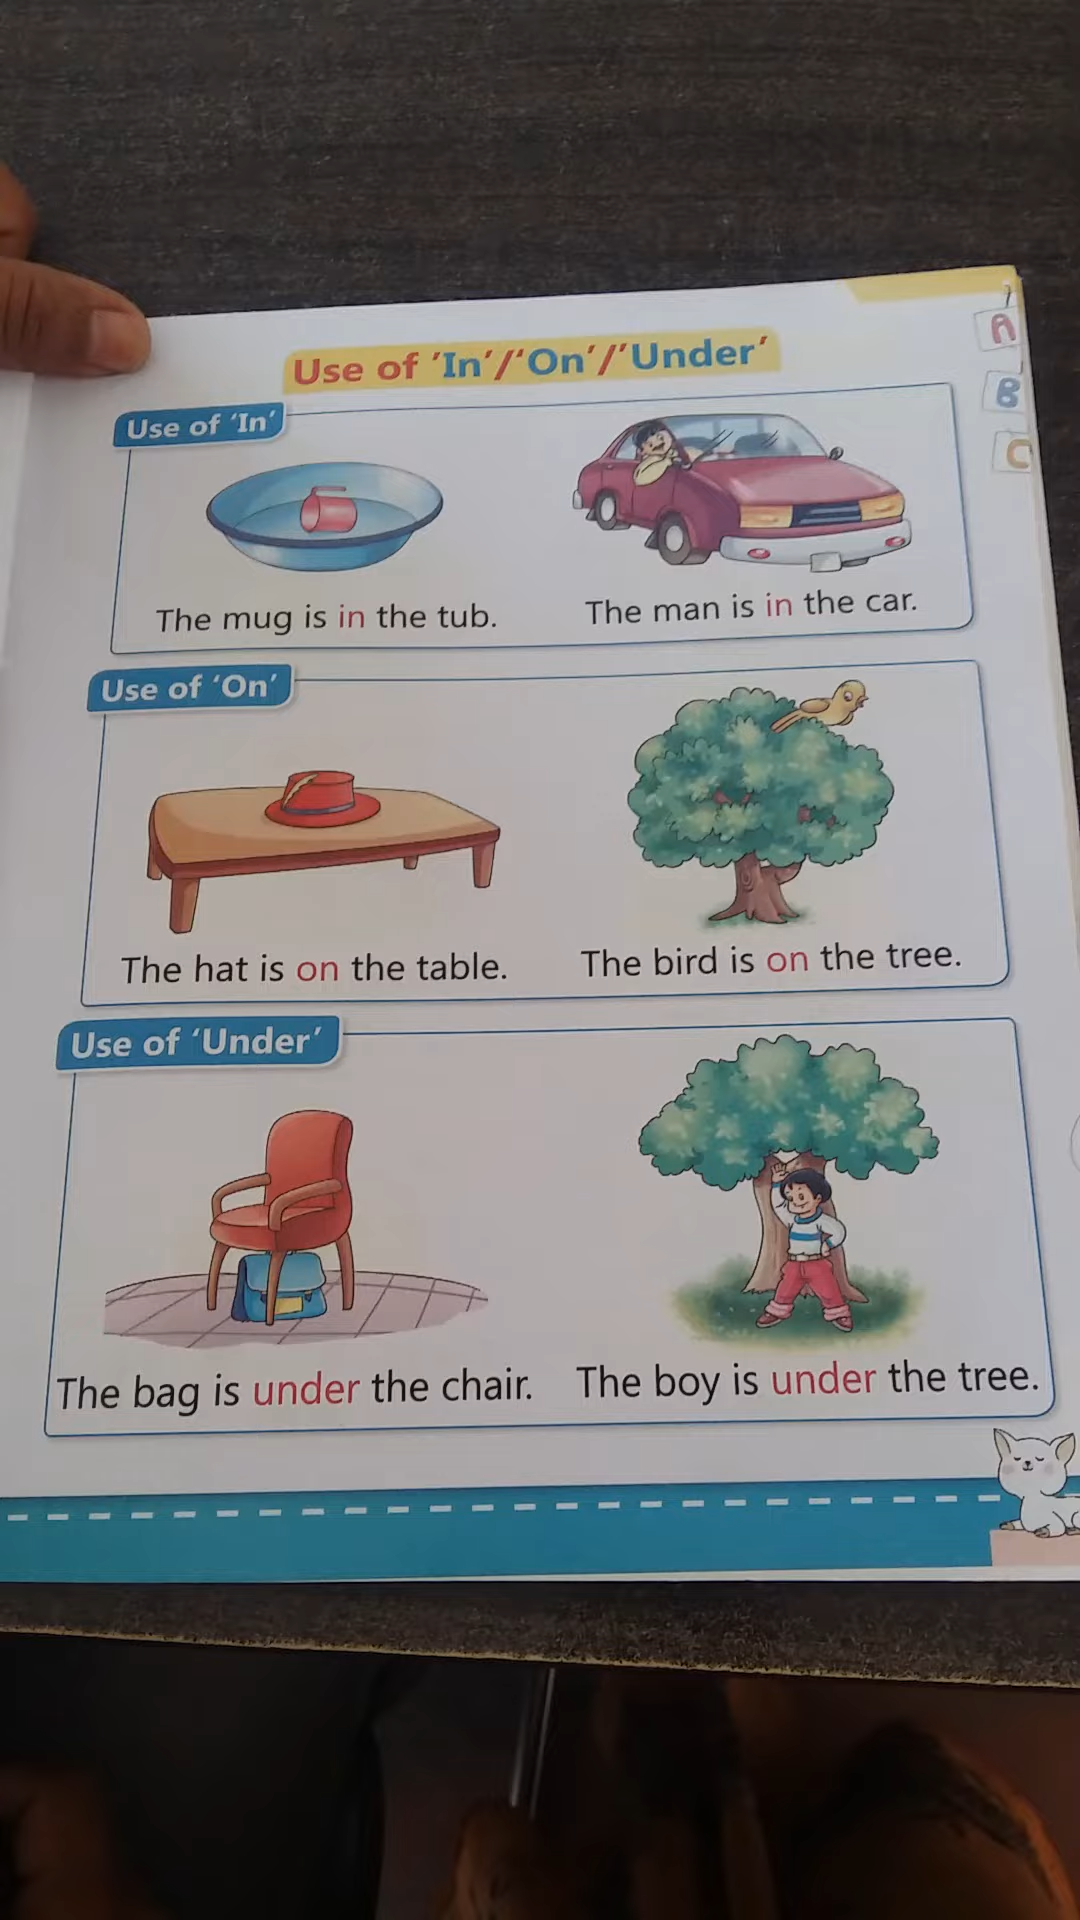 Use of 'In'/'On'/'Under'
A
B
C
Use of 'In'
The mug is in the tub.
The man is in the car.
Use of 'On'
The hat is on the table.
The bird is on the tree.
Use of 'Under'
The bag is under the chair.
The boy is under the tree.